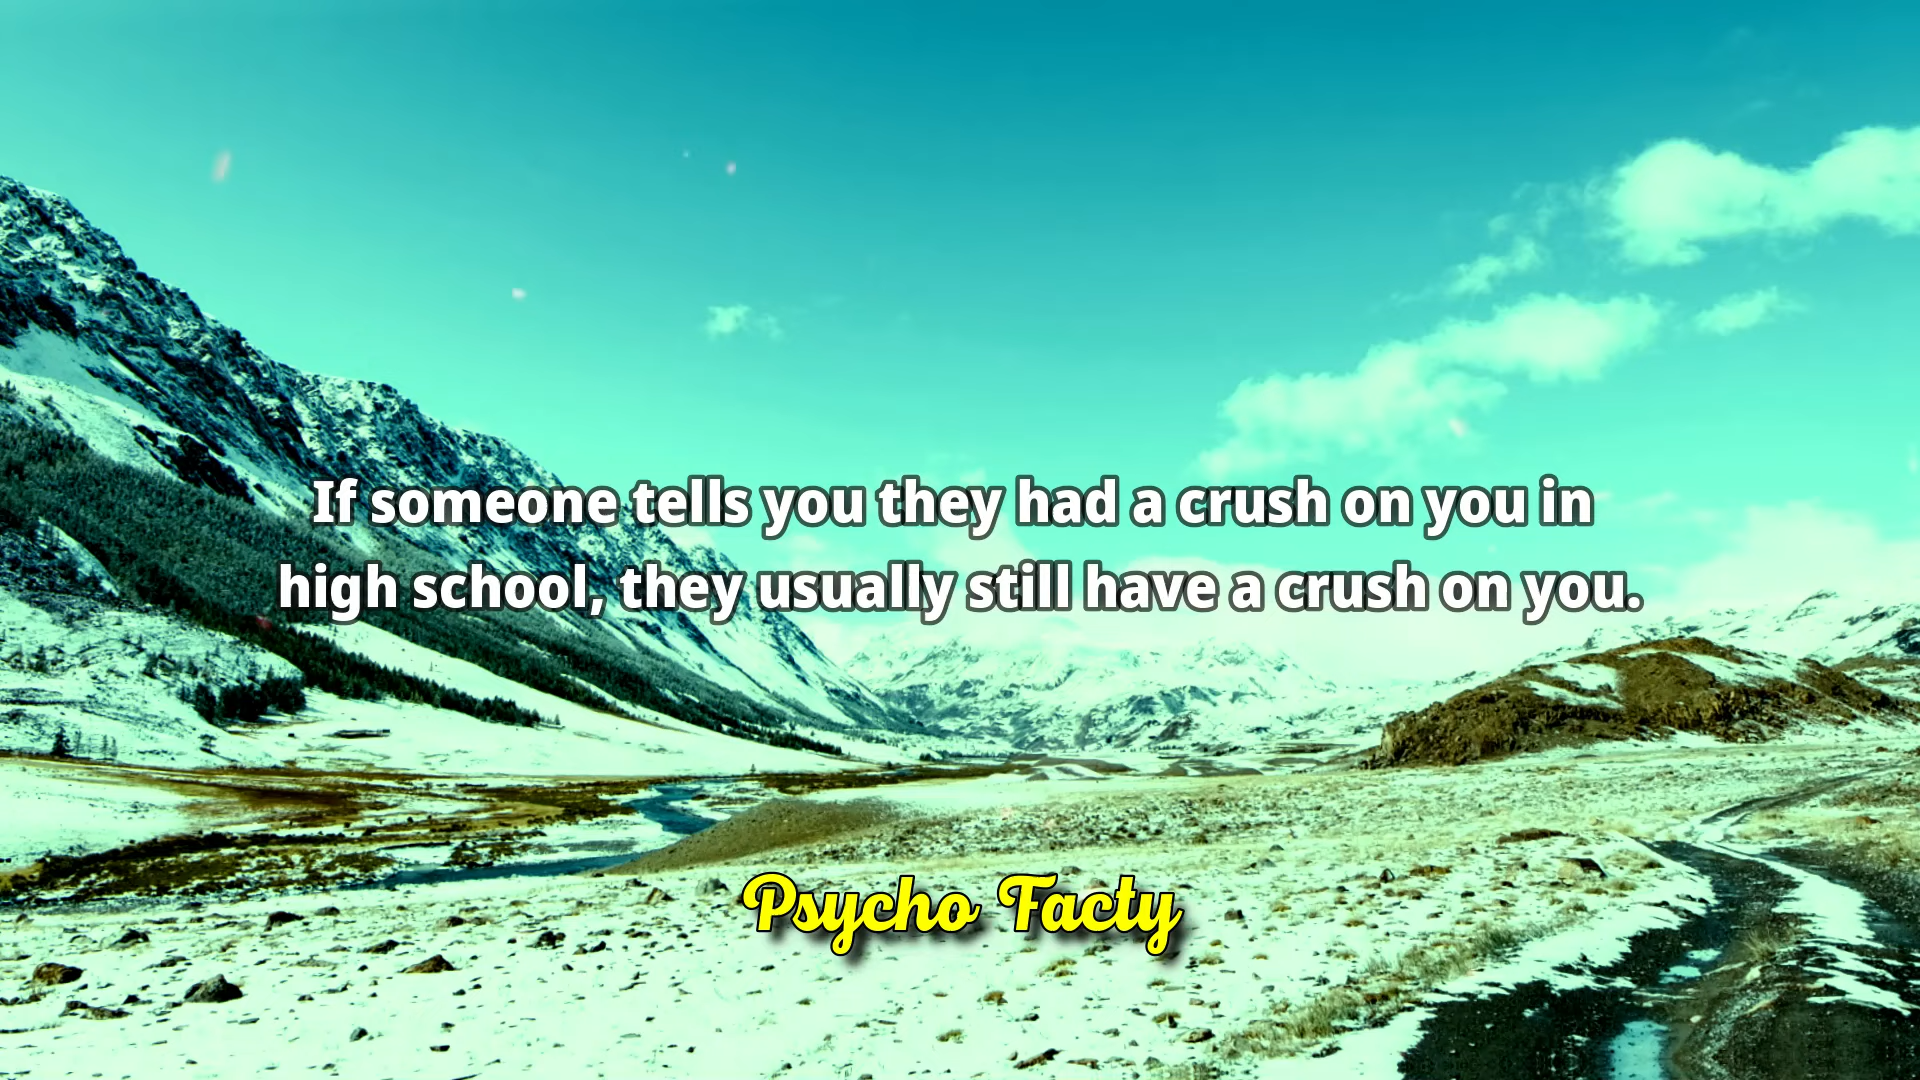 If someone tells you they had a crush on you in
high school, they usually still have a crush on you.
Psycho Facty